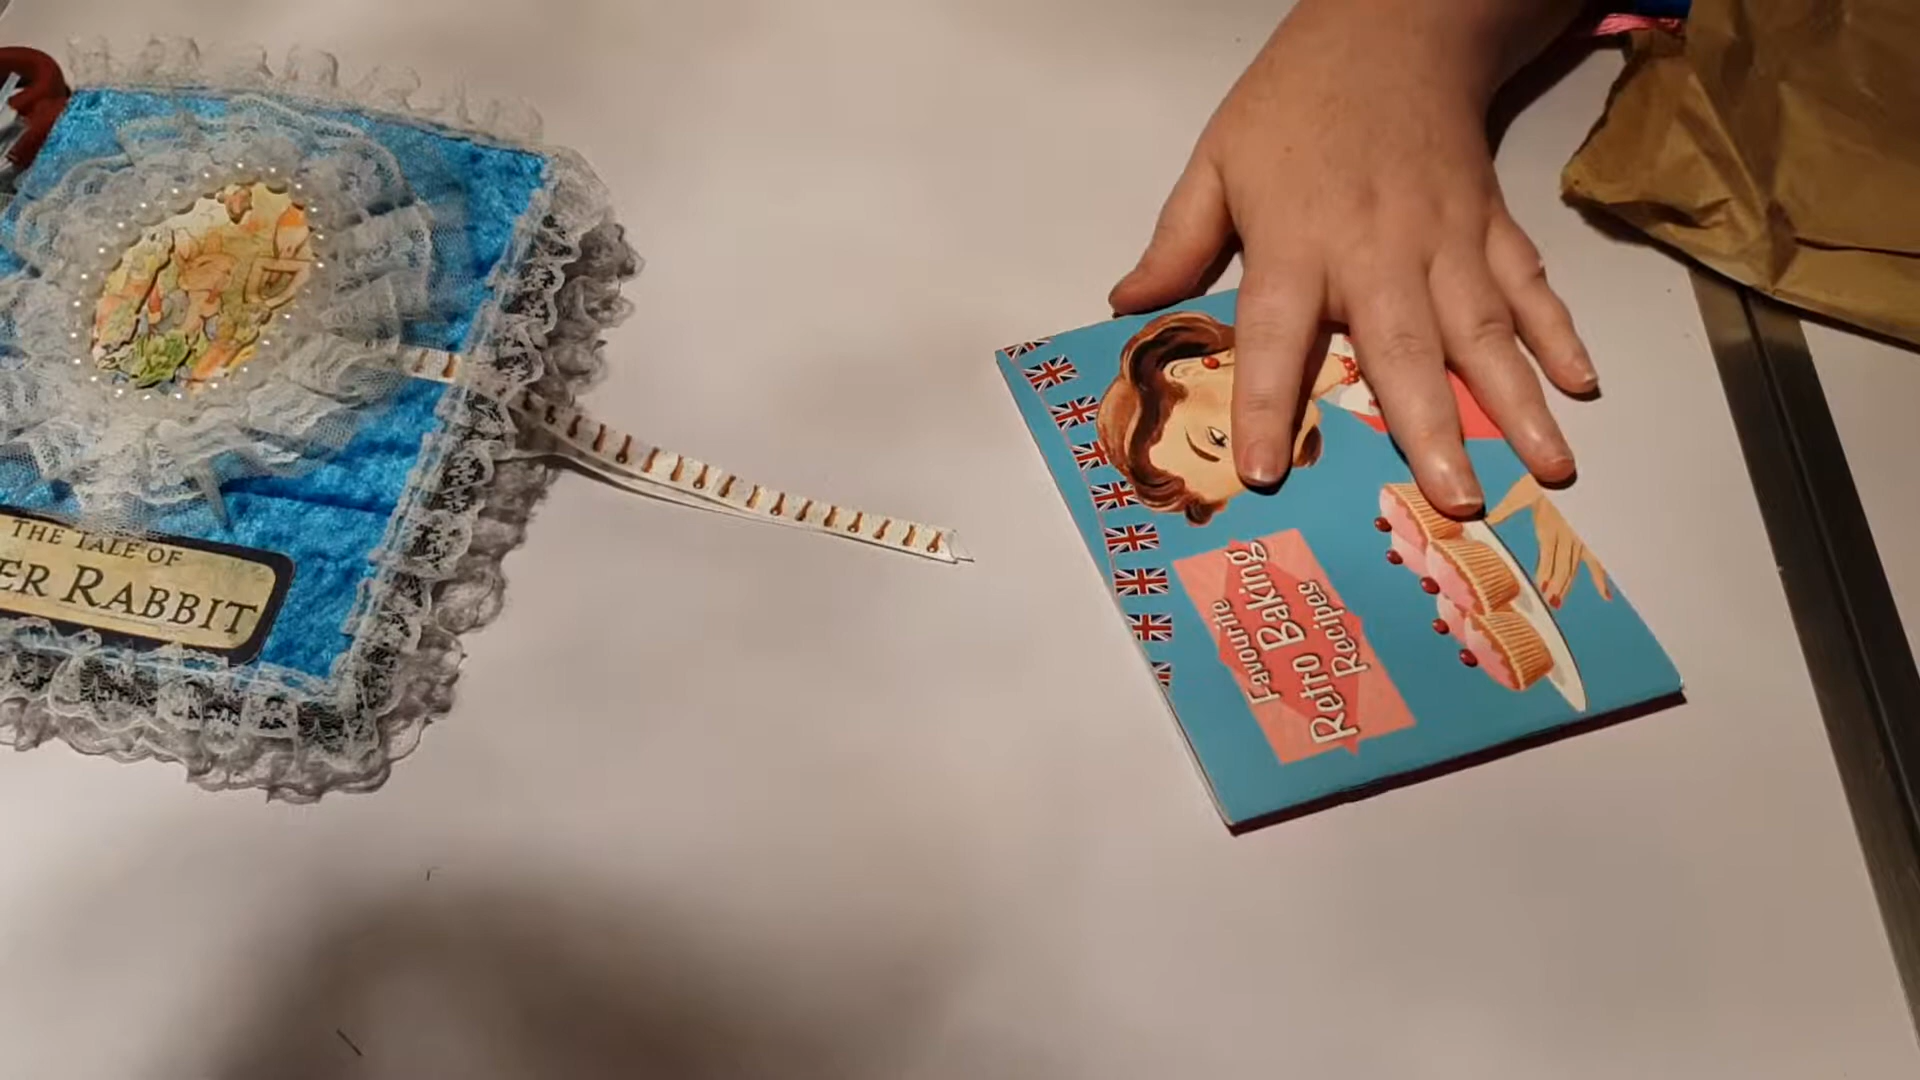 THE TALE OF
ER RABBIT
Favourite
Retro Baking
Recipes